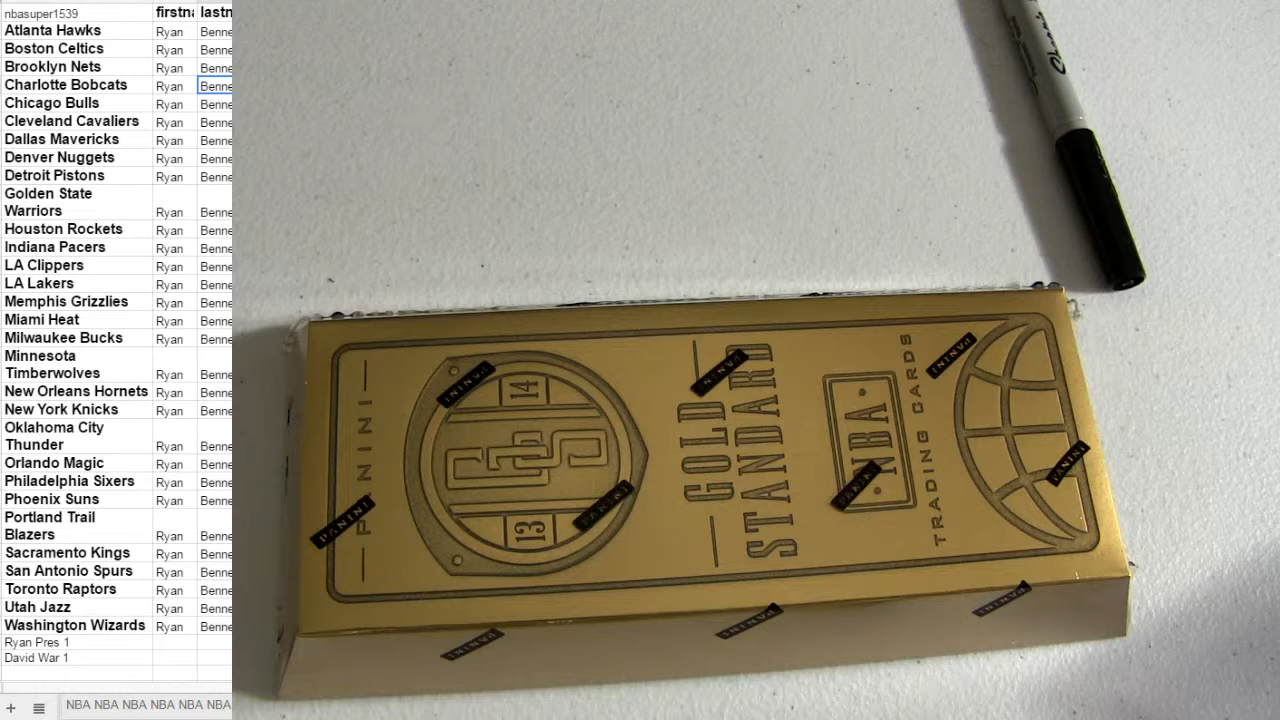 nbasuper1539 firstna lastn
Atlanta Hawks Ryan Benne
Boston Celtics Ryan Benne
Brooklyn Nets Ryan Benne
Charlotte Bobcats Ryan Benne
Chicago Bulls Ryan Benne
Cleveland Cavaliers Ryan Benne
Dallas Mavericks Ryan Benne
Denver Nuggets Ryan Benne
Detroit Pistons Ryan Benne
Golden State
Warriors Ryan Benne
Houston Rockets Ryan Benne
Indiana Pacers Ryan Benne
LA Clippers Ryan Benne
LA Lakers Ryan Benne
Memphis Grizzlies Ryan Benne
Miami Heat Ryan Benne
Milwaukee Bucks Ryan Benne
Minnesota
Timberwolves Ryan Benne
New Orleans Hornets Ryan Benne
New York Knicks Ryan Benne
Oklahoma City
Thunder Ryan Benne
Orlando Magic Ryan Benne
Philadelphia Sixers Ryan Benne
Phoenix Suns Ryan Benne
Portland Trail
Blazers Ryan Benne
Sacramento Kings Ryan Benne
San Antonio Spurs Ryan Benne
Toronto Raptors Ryan Benne
Utah Jazz Ryan Benne
Washington Wizards Ryan Benne
Ryan Pres 1
David War 1
NBA NBA NBA NBA NBA NBA
Sharpie
PANINI
13 GS 14
GOLD
STANDARD
NBA
TRADING CARDS
PANINI
PANINI
PANINI
PANINI
PANINI
PANINI
PANINI
PANINI
PANINI
PANINI